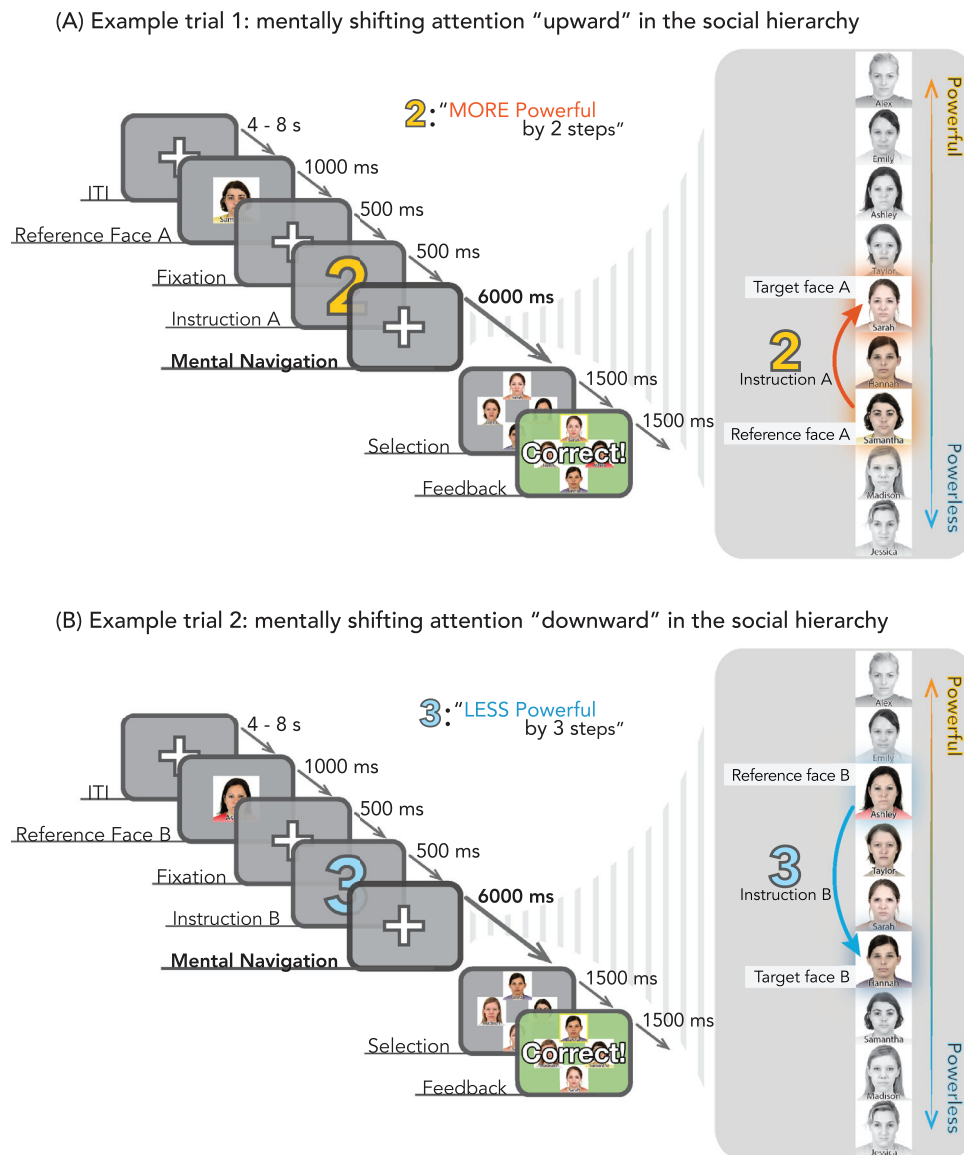 (A) Example trial 1: mentally shifting attention “upward” in the social hierarchy
2: “MORE Powerful
by 2 steps”
4 - 8 s
1000 ms
500 ms
500 ms
6000 ms
1500 ms
1500 ms
ITI
Reference Face A
Fixation
Instruction A
Mental Navigation
Selection
Feedback
2
Sarah
Correct!
Powerful
Powerless
Alex
Emily
Ashley
Taylor
Target face A
Sarah
2
Instruction A
Hannah
Reference face A
Samantha
Madison
Jessica
(B) Example trial 2: mentally shifting attention “downward” in the social hierarchy
3: “LESS Powerful
by 3 steps”
4 - 8 s
1000 ms
500 ms
500 ms
6000 ms
1500 ms
1500 ms
ITI
Reference Face B
Fixation
Instruction B
Mental Navigation
Selection
Feedback
3
Correct!
Powerful
Powerless
Alex
Emily
Reference face B
Ashley
Taylor
3
Instruction B
Sarah
Target face B
Hannah
Samantha
Madison
Jessica